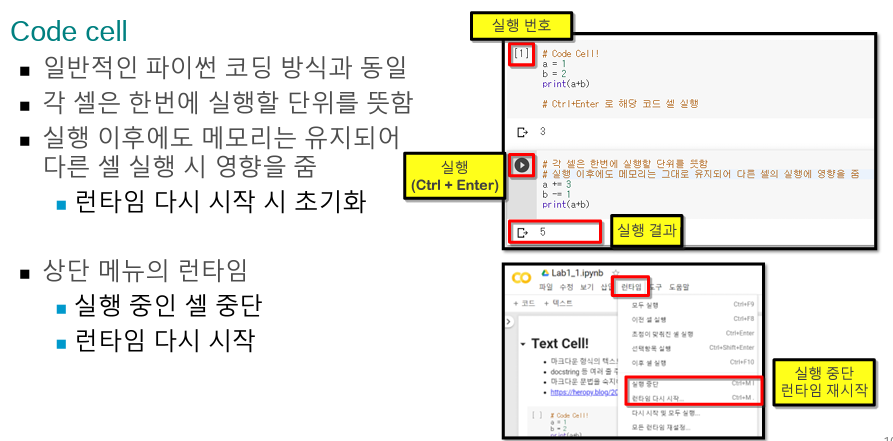 Code cell
일반적인 파이썬 코딩 방식과 동일
각 셀은 한번에 실행할 단위를 뜻함
실행 이후에도 메모리는 유지되어
다른 셀 실행 시 영향을 줌
런타임 다시 시작 시 초기화
상단 메뉴의 런타임
실행 중인 셀 중단
런타임 다시 시작
실행 번호
[1]
# Code Cell!
a = 1
b = 2
print(a+b)
# Ctrl+Enter 로 해당 코드 셀 실행
3
실행
(Ctrl + Enter)
# 각 셀은 한번에 실행할 단위를 뜻함
# 실행 이후에도 메모리는 그대로 유지되어 다른 셀의 실행에 영향을 줌
a += 3
b -= 1
print(a+b)
5
실행 결과
CO
Lab1_1.ipynb
파일 수정 보기 삽입 런타임 도구 도움말
+ 코드 + 텍스트
모두 실행 Ctrl+F9
이전 셀 실행 Ctrl+F8
초점이 맞춰진 셀 실행 Ctrl+Enter
선택항목 실행 Ctrl+Shift+Enter
이후 셀 실행 Ctrl+F10
실행 중단 Ctrl+M I
런타임 다시 시작... Ctrl+M .
다시 시작 및 모두 실행...
모든 런타임 재설정...
Text Cell!
마크다운 형식의 텍스
docstring 등 여러 줄 주
마크다운 문법을 숙지
https://heropy.blog/20
[ ] # Code Cell!
a = 1
b = 2
print(a+b)
실행 중단
런타임 재시작